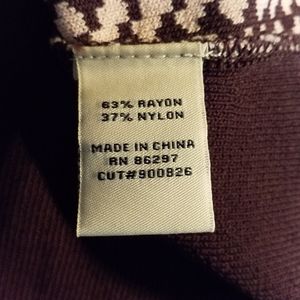 63% RAYON
37% NYLON
MADE IN CHINA
RN 86297
CUT#900826